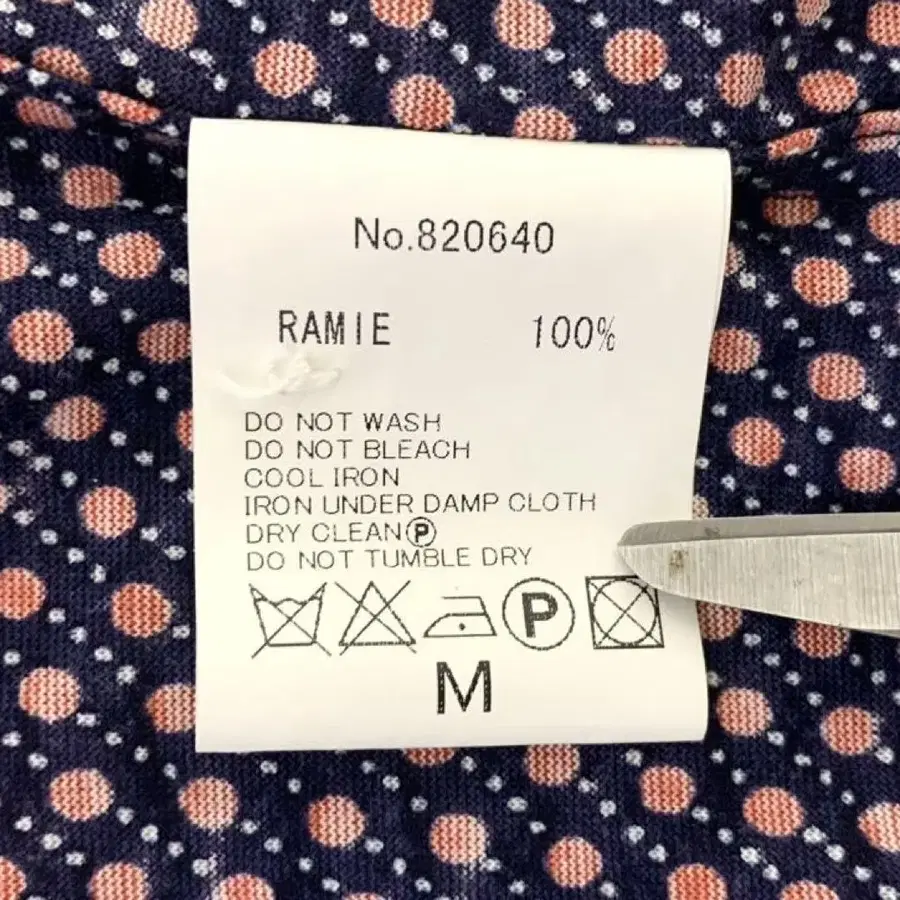 No.820640
RAMIE 100%
DO NOT WASH
DO NOT BLEACH
COOL IRON
IRON UNDER DAMP CLOTH
DRY CLEANⓅ
DO NOT TUMBLE DRY
P
M